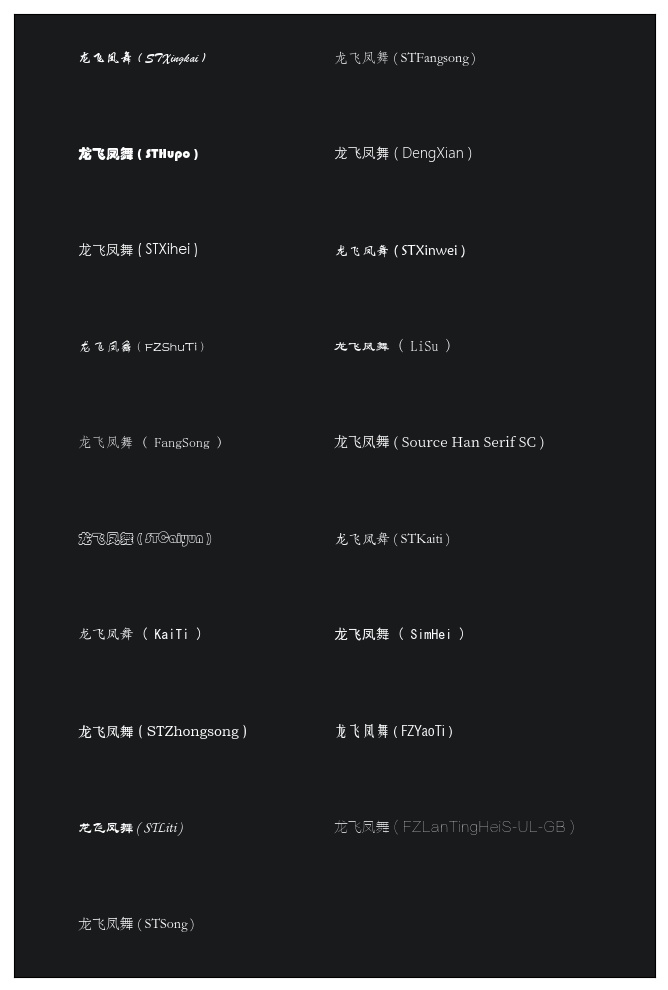 龙飞凤舞 ( STXingkai )
龙飞凤舞 ( STFangsong )
龙飞凤舞 ( STHupo )
龙飞凤舞 ( DengXian )
龙飞凤舞 ( STXihei )
龙飞凤舞 ( STXinwei )
龙飞凤舞 ( FZShuTi )
龙飞凤舞 ( LiSu )
龙飞凤舞 ( FangSong )
龙飞凤舞 ( Source Han Serif SC )
龙飞凤舞 ( STCaiyun )
龙飞凤舞 ( STKaiti )
龙飞凤舞 ( KaiTi )
龙飞凤舞 ( SimHei )
龙飞凤舞 ( STZhongsong )
龙飞凤舞 ( FZYaoTi )
龙飞凤舞 ( STLiti )
龙飞凤舞 ( FZLanTingHeiS-UL-GB )
龙飞凤舞 ( STSong )